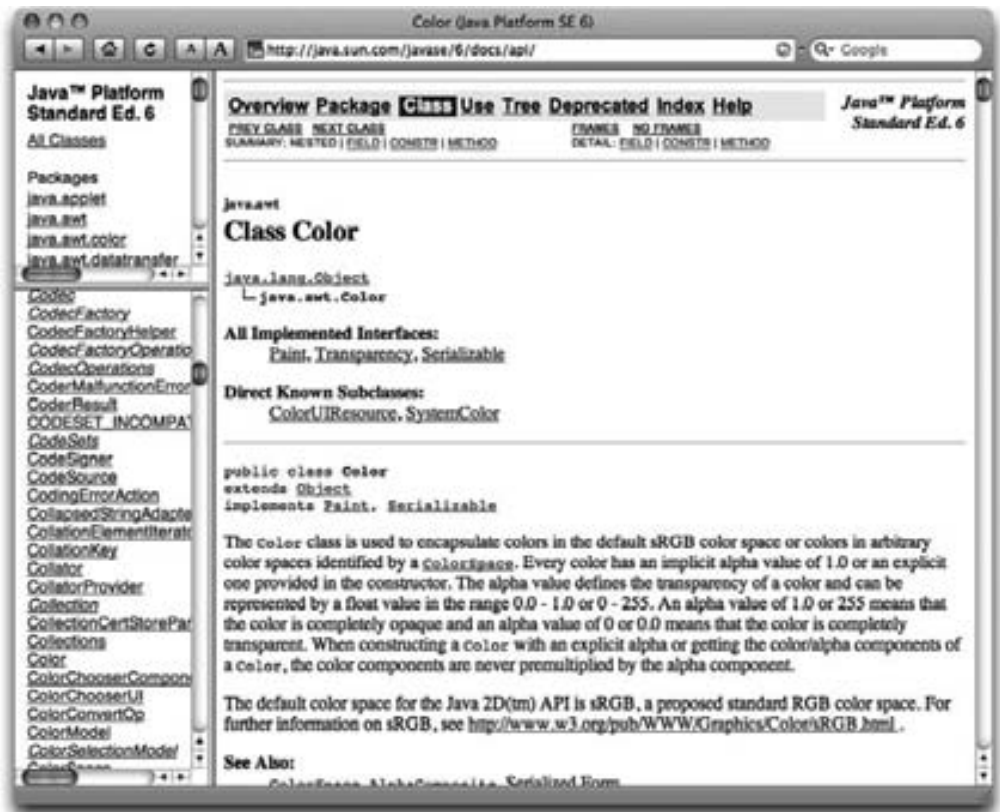 Color (Java Platform SE 6)
A A http://java.sun.com/javase/6/docs/api/ Google
Java™ Platform
Standard Ed. 6
All Classes
Packages
java.applet
java.awt
java.awt.color
java.awt.datatransfer
Codec
CodecFactory
CodecFactoryHelper
CodecFactoryOperatio
CodecOperations
CoderMalfunctionError
CoderResult
CODESET_INCOMPAT
CodeSets
CodeSigner
CodeSource
CodingErrorAction
CollapsedStringAdapte
CollationElementIterato
CollationKey
Collator
CollatorProvider
Collection
CollectionCertStorePar
Collections
Color
ColorChooserCompon
ColorChooserUI
ColorConvertOp
ColorModel
ColorSelectionModel
ColorSpace
Overview Package Class Use Tree Deprecated Index Help
Java™ Platform
Standard Ed. 6
PREV CLASS NEXT CLASS
FRAMES NO FRAMES
SUMMARY: NESTED | FIELD | CONSTR | METHOD
DETAIL: FIELD | CONSTR | METHOD
java.awt
Class Color
java.lang.Object
java.awt.Color
All Implemented Interfaces:
Paint, Transparency, Serializable
Direct Known Subclasses:
ColorUIResource, SystemColor
public class Color
extends Object
implements Paint, Serializable
The Color class is used to encapsulate colors in the default sRGB color space or colors in arbitrary
color spaces identified by a ColorSpace. Every color has an implicit alpha value of 1.0 or an explicit
one provided in the constructor. The alpha value defines the transparency of a color and can be
represented by a float value in the range 0.0 - 1.0 or 0 - 255. An alpha value of 1.0 or 255 means that
the color is completely opaque and an alpha value of 0 or 0.0 means that the color is completely
transparent. When constructing a Color with an explicit alpha or getting the color/alpha components of
a Color, the color components are never premultiplied by the alpha component.
The default color space for the Java 2D(tm) API is sRGB, a proposed standard RGB color space. For
further information on sRGB, see http://www.w3.org/pub/WWW/Graphics/Color/sRGB.html .
See Also:
ColorSpace, AlphaComposite, Serialized Form